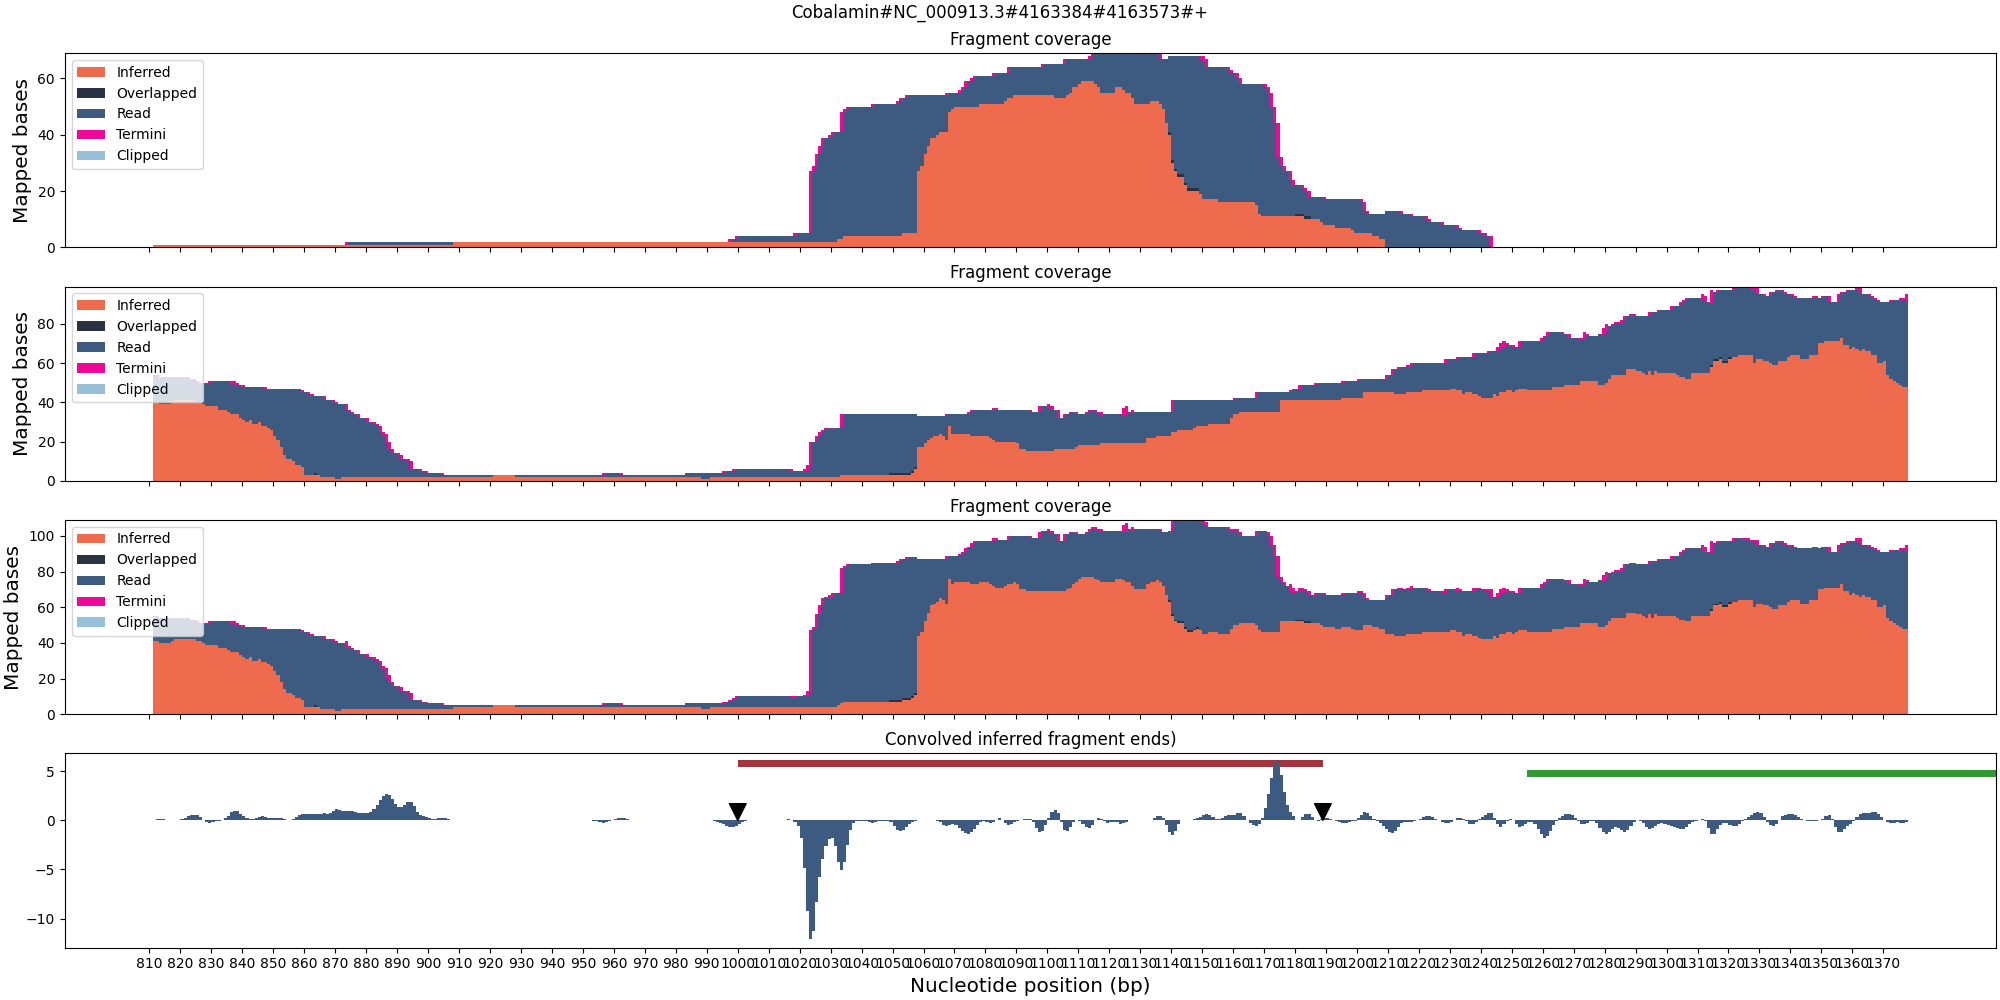 Cobalamin#NC_000913.3#4163384#4163573#+
Fragment coverage
Mapped bases
60
40
20
0
Inferred
Overlapped
Read
Termini
Clipped
Fragment coverage
Mapped bases
80
60
40
20
0
Inferred
Overlapped
Read
Termini
Clipped
Fragment coverage
Mapped bases
100
80
60
40
20
0
Inferred
Overlapped
Read
Termini
Clipped
Convolved inferred fragment ends)
5
0
−5
−10
810 820 830 840 850 860 870 880 890 900 910 920 930 940 950 960 970 980 990 1000 1010 1020 1030 1040 1050 1060 1070 1080 1090 1100 1110 1120 1130 1140 1150 1160 1170 1180 1190 1200 1210 1220 1230 1240 1250 1260 1270 1280 1290 1300 1310 1320 1330 1340 1350 1360 1370
Nucleotide position (bp)